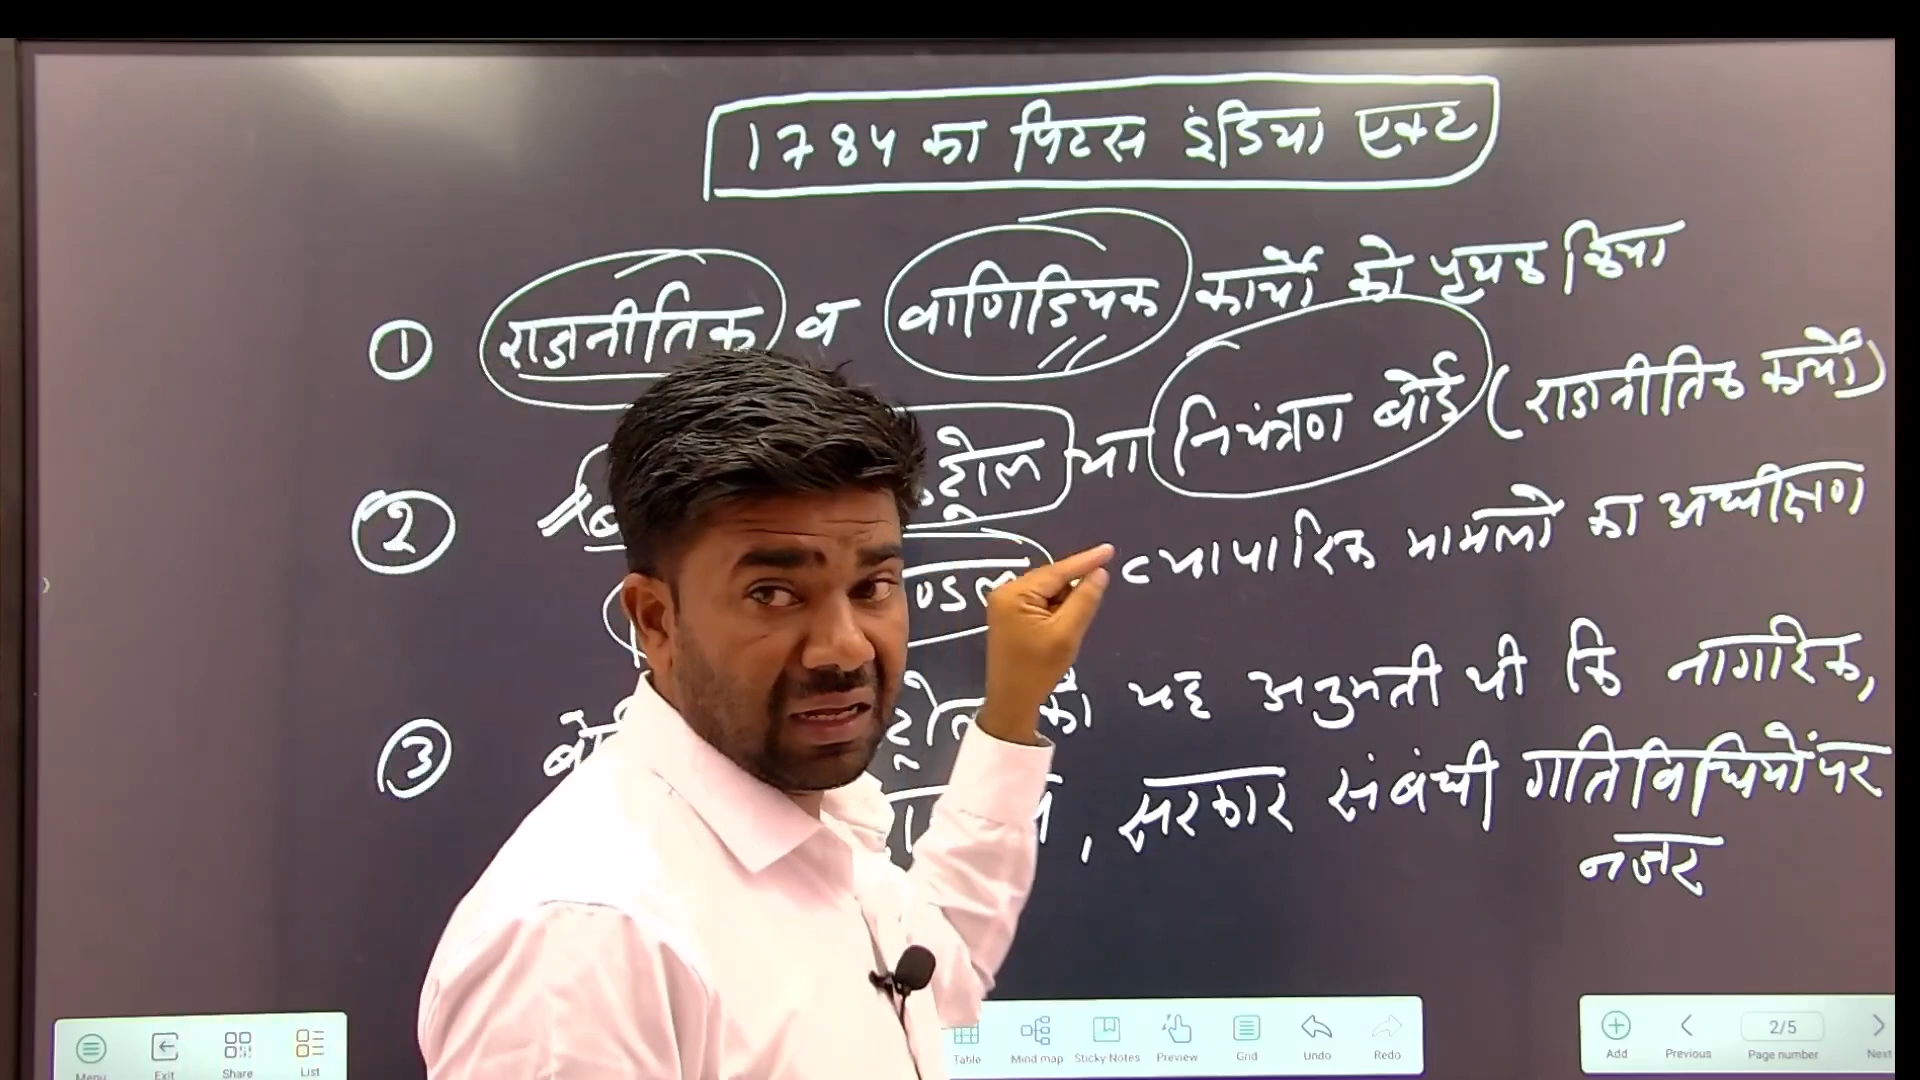 1784 का पिटस इंडिया एक्ट
① राजनीतिक व वाणिज्यिक कार्यो को पृथक किया
② या नियंत्रण बोर्ड (राजनीतिक कार्यो)
व्यापारिक मामलो का अधीक्षण
③ को यह अनुमती थी कि नागरिक,
, सरकार संबंधी गतिविधियों पर
नजर
Menu Exit Share List Table Mind map Sticky-Notes Preview Grid Undo Redo Add Previous 2/5 Page number Next